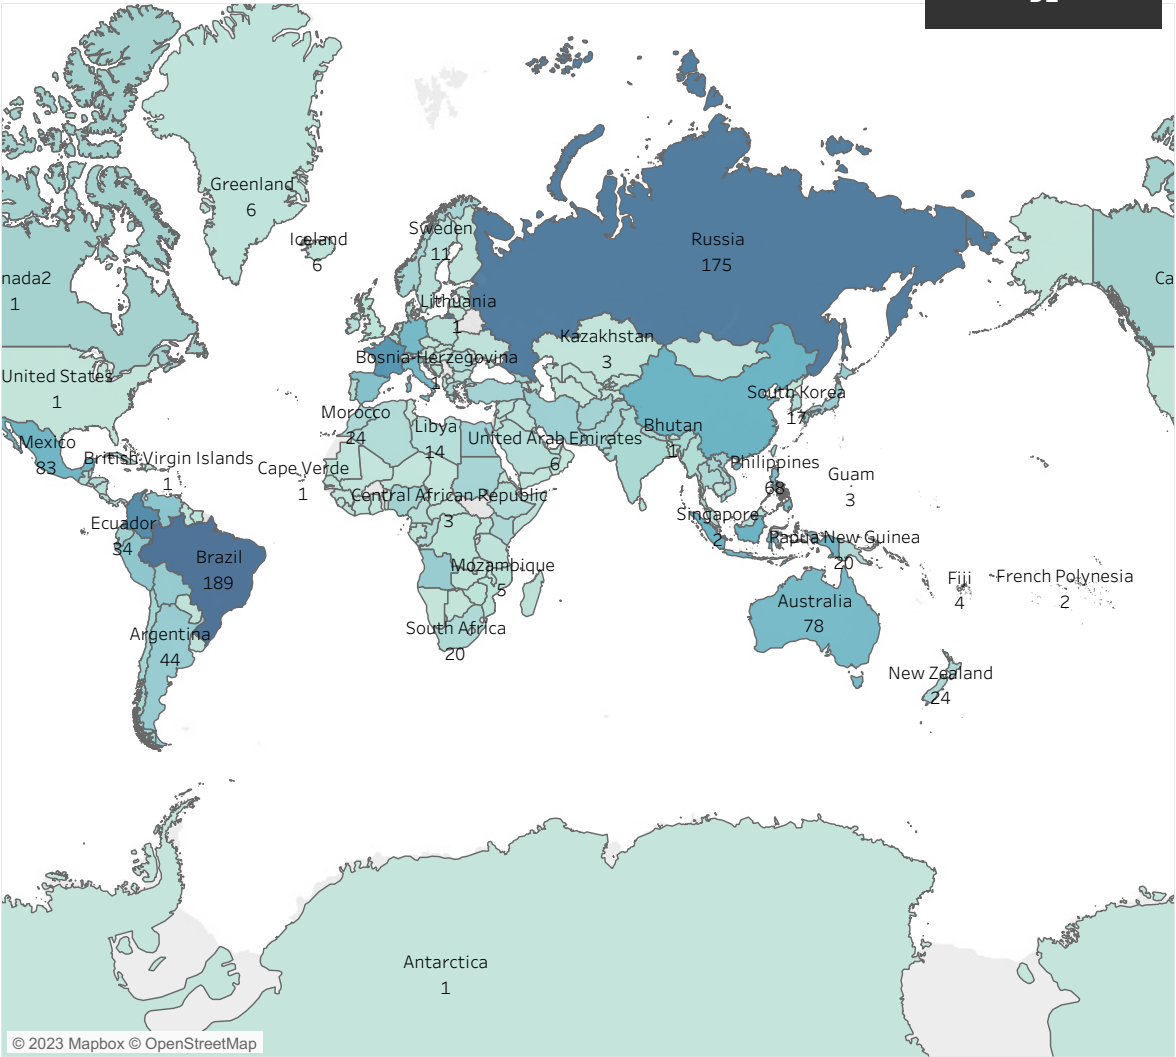 Greenland
6
Iceland
6
Sweden
11
Russia
175
nada2
1
Ca
Lithuania
1
Kazakhstan
3
Bosnia-Herzegovina
1
United States
1
South Korea
17
Morocco
24
Libya
14
Bhutan
1
United Arab Emirates
6
Mexico
83
British Virgin Islands
1
Cape Verde
1
Philippines
68
Guam
3
Central African Republic
3
Singapore
2
Ecuador
34
Papua New Guinea
20
Brazil
189
Mozambique
5
Fiji
4
French Polynesia
2
Australia
78
South Africa
20
Argentina
44
New Zealand
24
Antarctica
1
© 2023 Mapbox © OpenStreetMap